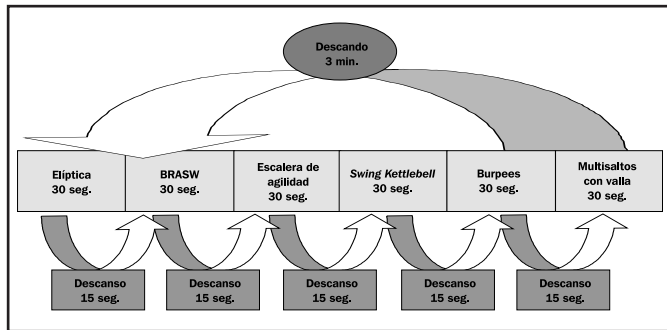 Descando
3 min.
Elíptica
30 seg.
BRASW
30 seg.
Escalera de
agilidad
30 seg.
Swing Kettlebell
30 seg.
Burpees
30 seg.
Multisaltos
con valla
30 seg.
Descanso
15 seg.
Descanso
15 seg.
Descanso
15 seg.
Descanso
15 seg.
Descanso
15 seg.